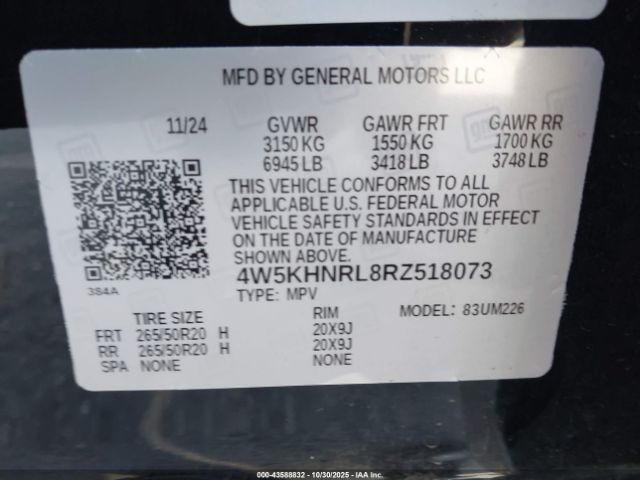 MFD BY GENERAL MOTORS LLC
11/24 GVWR GAWR FRT GAWR RR
3150 KG 1550 KG 1700 KG
6945 LB 3418 LB 3748 LB
THIS VEHICLE CONFORMS TO ALL
APPLICABLE U.S. FEDERAL MOTOR
VEHICLE SAFETY STANDARDS IN EFFECT
ON THE DATE OF MANUFACTURE
SHOWN ABOVE.
4W5KHNRL8RZ518073
384A
TYPE: MPV
MODEL: 83UM226
TIRE SIZE RIM
FRT 265/50R20 H 20X9J
RR 265/50R20 H 20X9J
SPA NONE NONE
000-43588832 - 10/30/2025 - IAAI.com